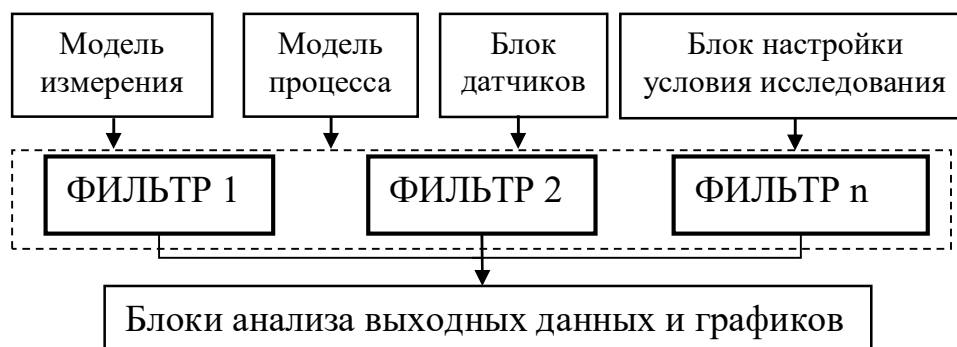 Модель
измерения
Модель
процесса
Блок
датчиков
Блок настройки
условия исследования
ФИЛЬТР 1
ФИЛЬТР 2
ФИЛЬТР n
Блоки анализа выходных данных и графиков